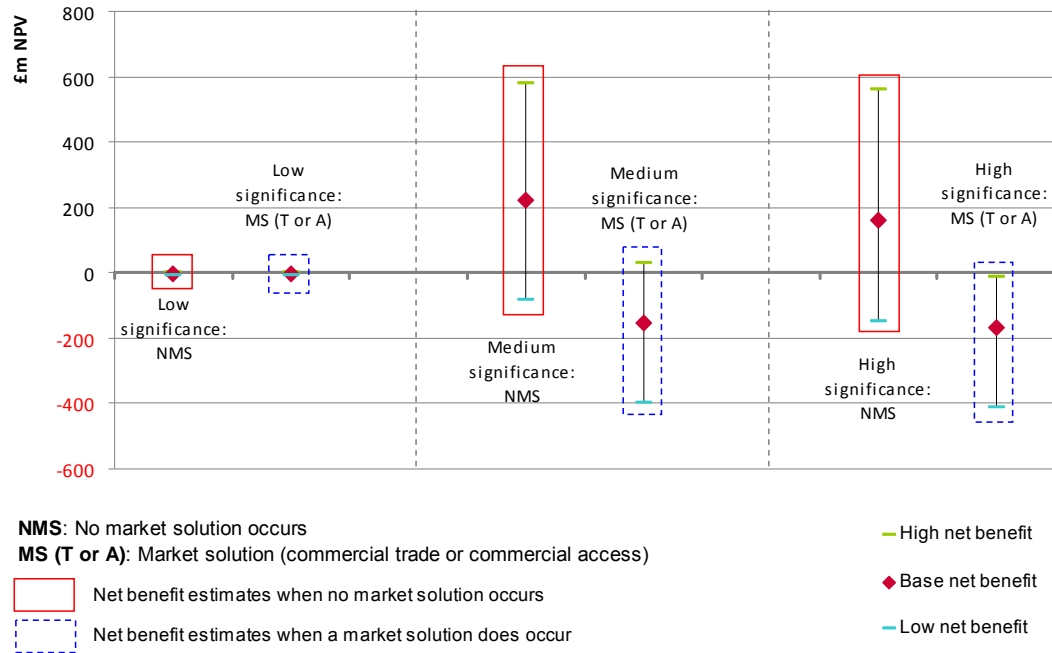 £m NPV
800
600
400
200
0
-200
-400
-600
Low
significance:
NMS
Low
significance:
MS (T or A)
Medium
significance:
NMS
Medium
significance:
MS (T or A)
High
significance:
NMS
High
significance:
MS (T or A)
NMS: No market solution occurs
MS (T or A): Market solution (commercial trade or commercial access)
Net benefit estimates when no market solution occurs
Net benefit estimates when a market solution does occur
High net benefit
Base net benefit
Low net benefit